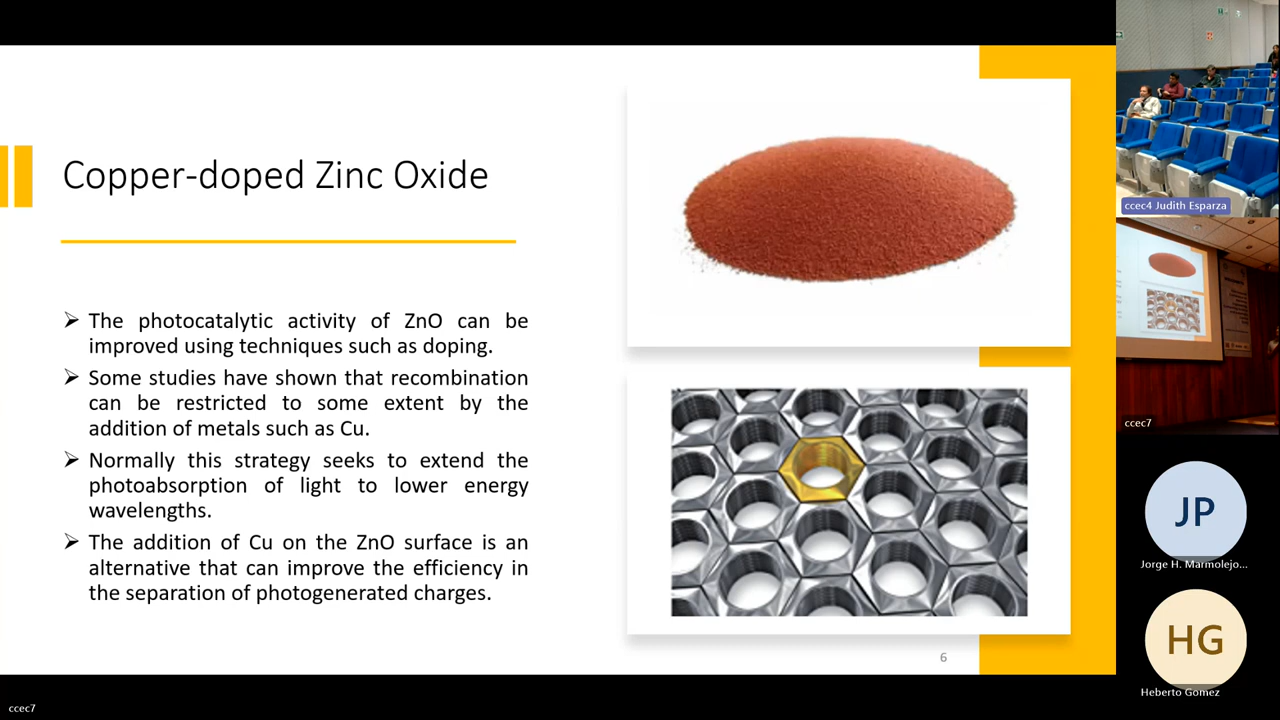 Copper-doped Zinc Oxide
➢ The photocatalytic activity of ZnO can be
improved using techniques such as doping.
➢ Some studies have shown that recombination
can be restricted to some extent by the
addition of metals such as Cu.
➢ Normally this strategy seeks to extend the
photoabsorption of light to lower energy
wavelengths.
➢ The addition of Cu on the ZnO surface is an
alternative that can improve the efficiency in
the separation of photogenerated charges.
6
ccec7
ccec4 Judith Esparza
ccec7
JP
Jorge H. Marmolejo...
HG
Heberto Gomez